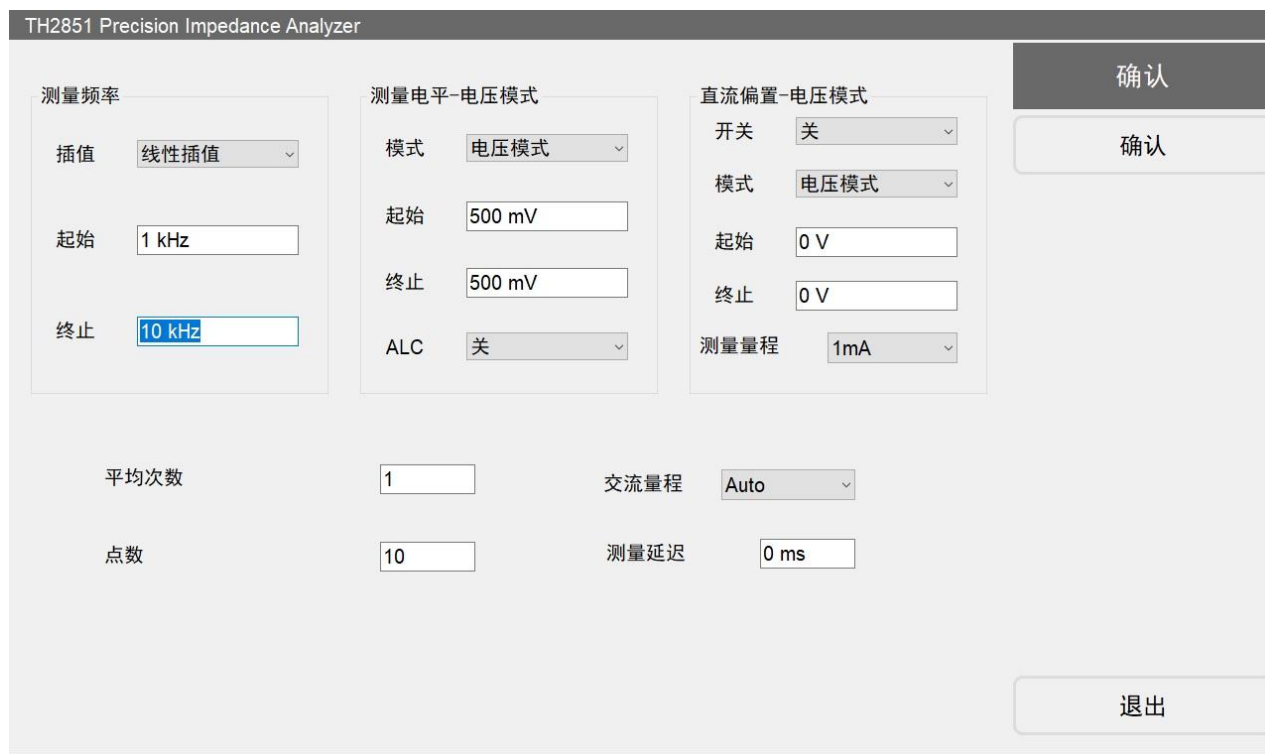 TH2851 Precision Impedance Analyzer
确认
确认
测量频率
插值 线性插值
起始 1 kHz
终止 10 kHz
测量电平-电压模式
模式 电压模式
起始 500 mV
终止 500 mV
ALC 关
直流偏置-电压模式
开关 关
模式 电压模式
起始 0 V
终止 0 V
测量量程 1mA
平均次数 1
交流量程 Auto
点数 10
测量延迟 0 ms
退出